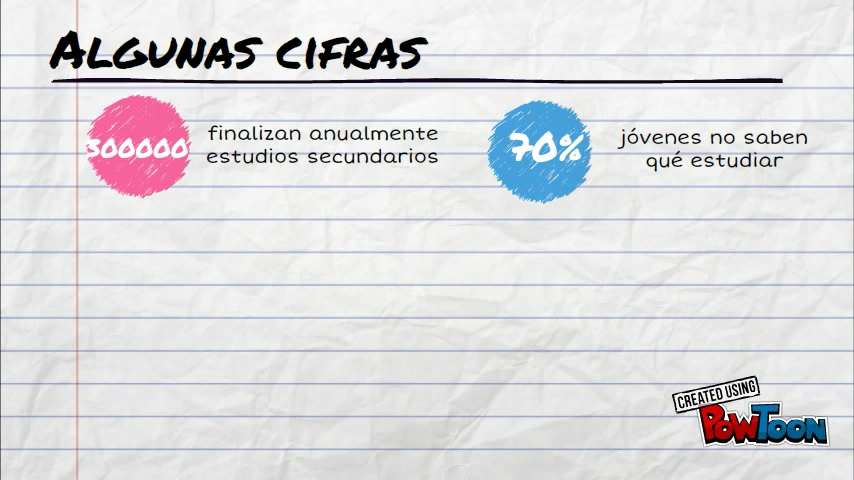 Algunas cifras
300000
finalizan anualmente
estudios secundarios
70%
jóvenes no saben
qué estudiar
CREATED USING
POWTOON